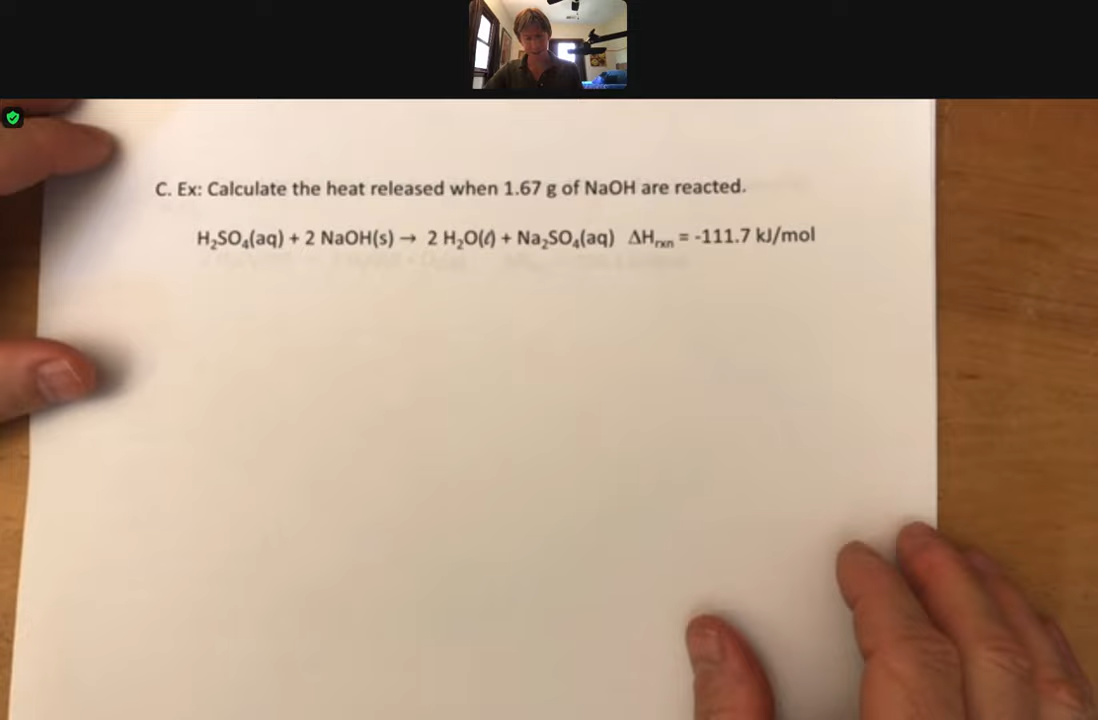 C. Ex: Calculate the heat released when 1.67 g of NaOH are reacted.
H₂SO₄(aq) + 2 NaOH(s) → 2 H₂O(ℓ) + Na₂SO₄(aq) ΔHᵣₓₙ = -111.7 kJ/mol